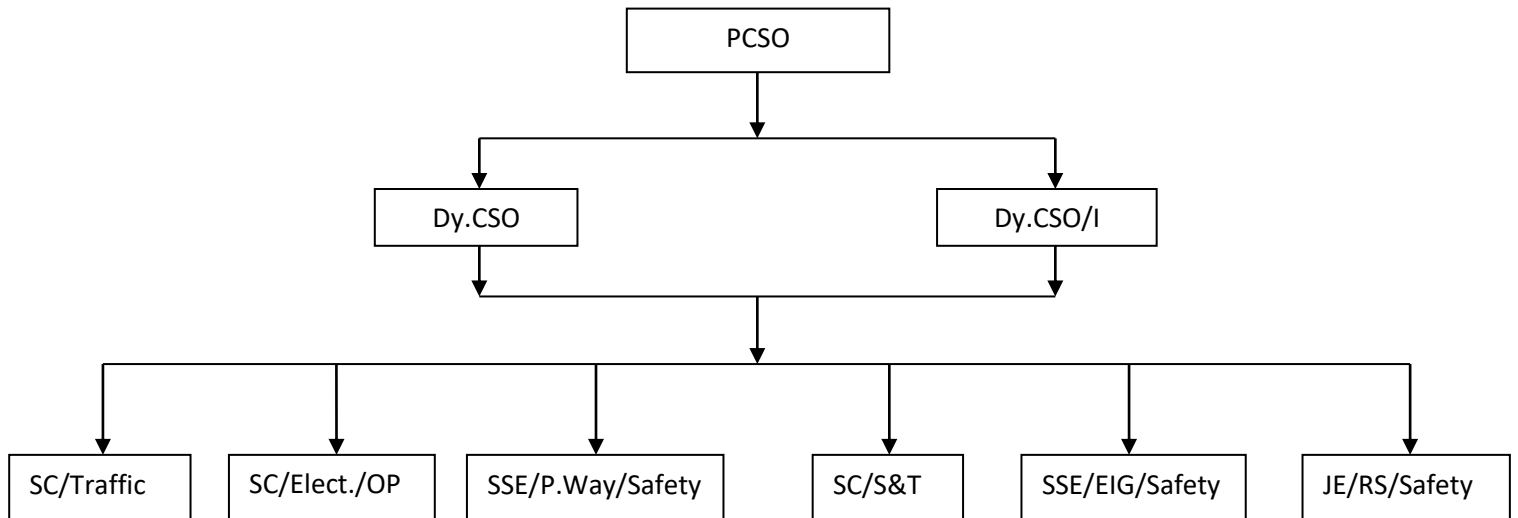 PCSO
Dy.CSO
Dy.CSO/I
SC/Traffic
SC/Elect./OP
SSE/P.Way/Safety
SC/S&T
SSE/EIG/Safety
JE/RS/Safety